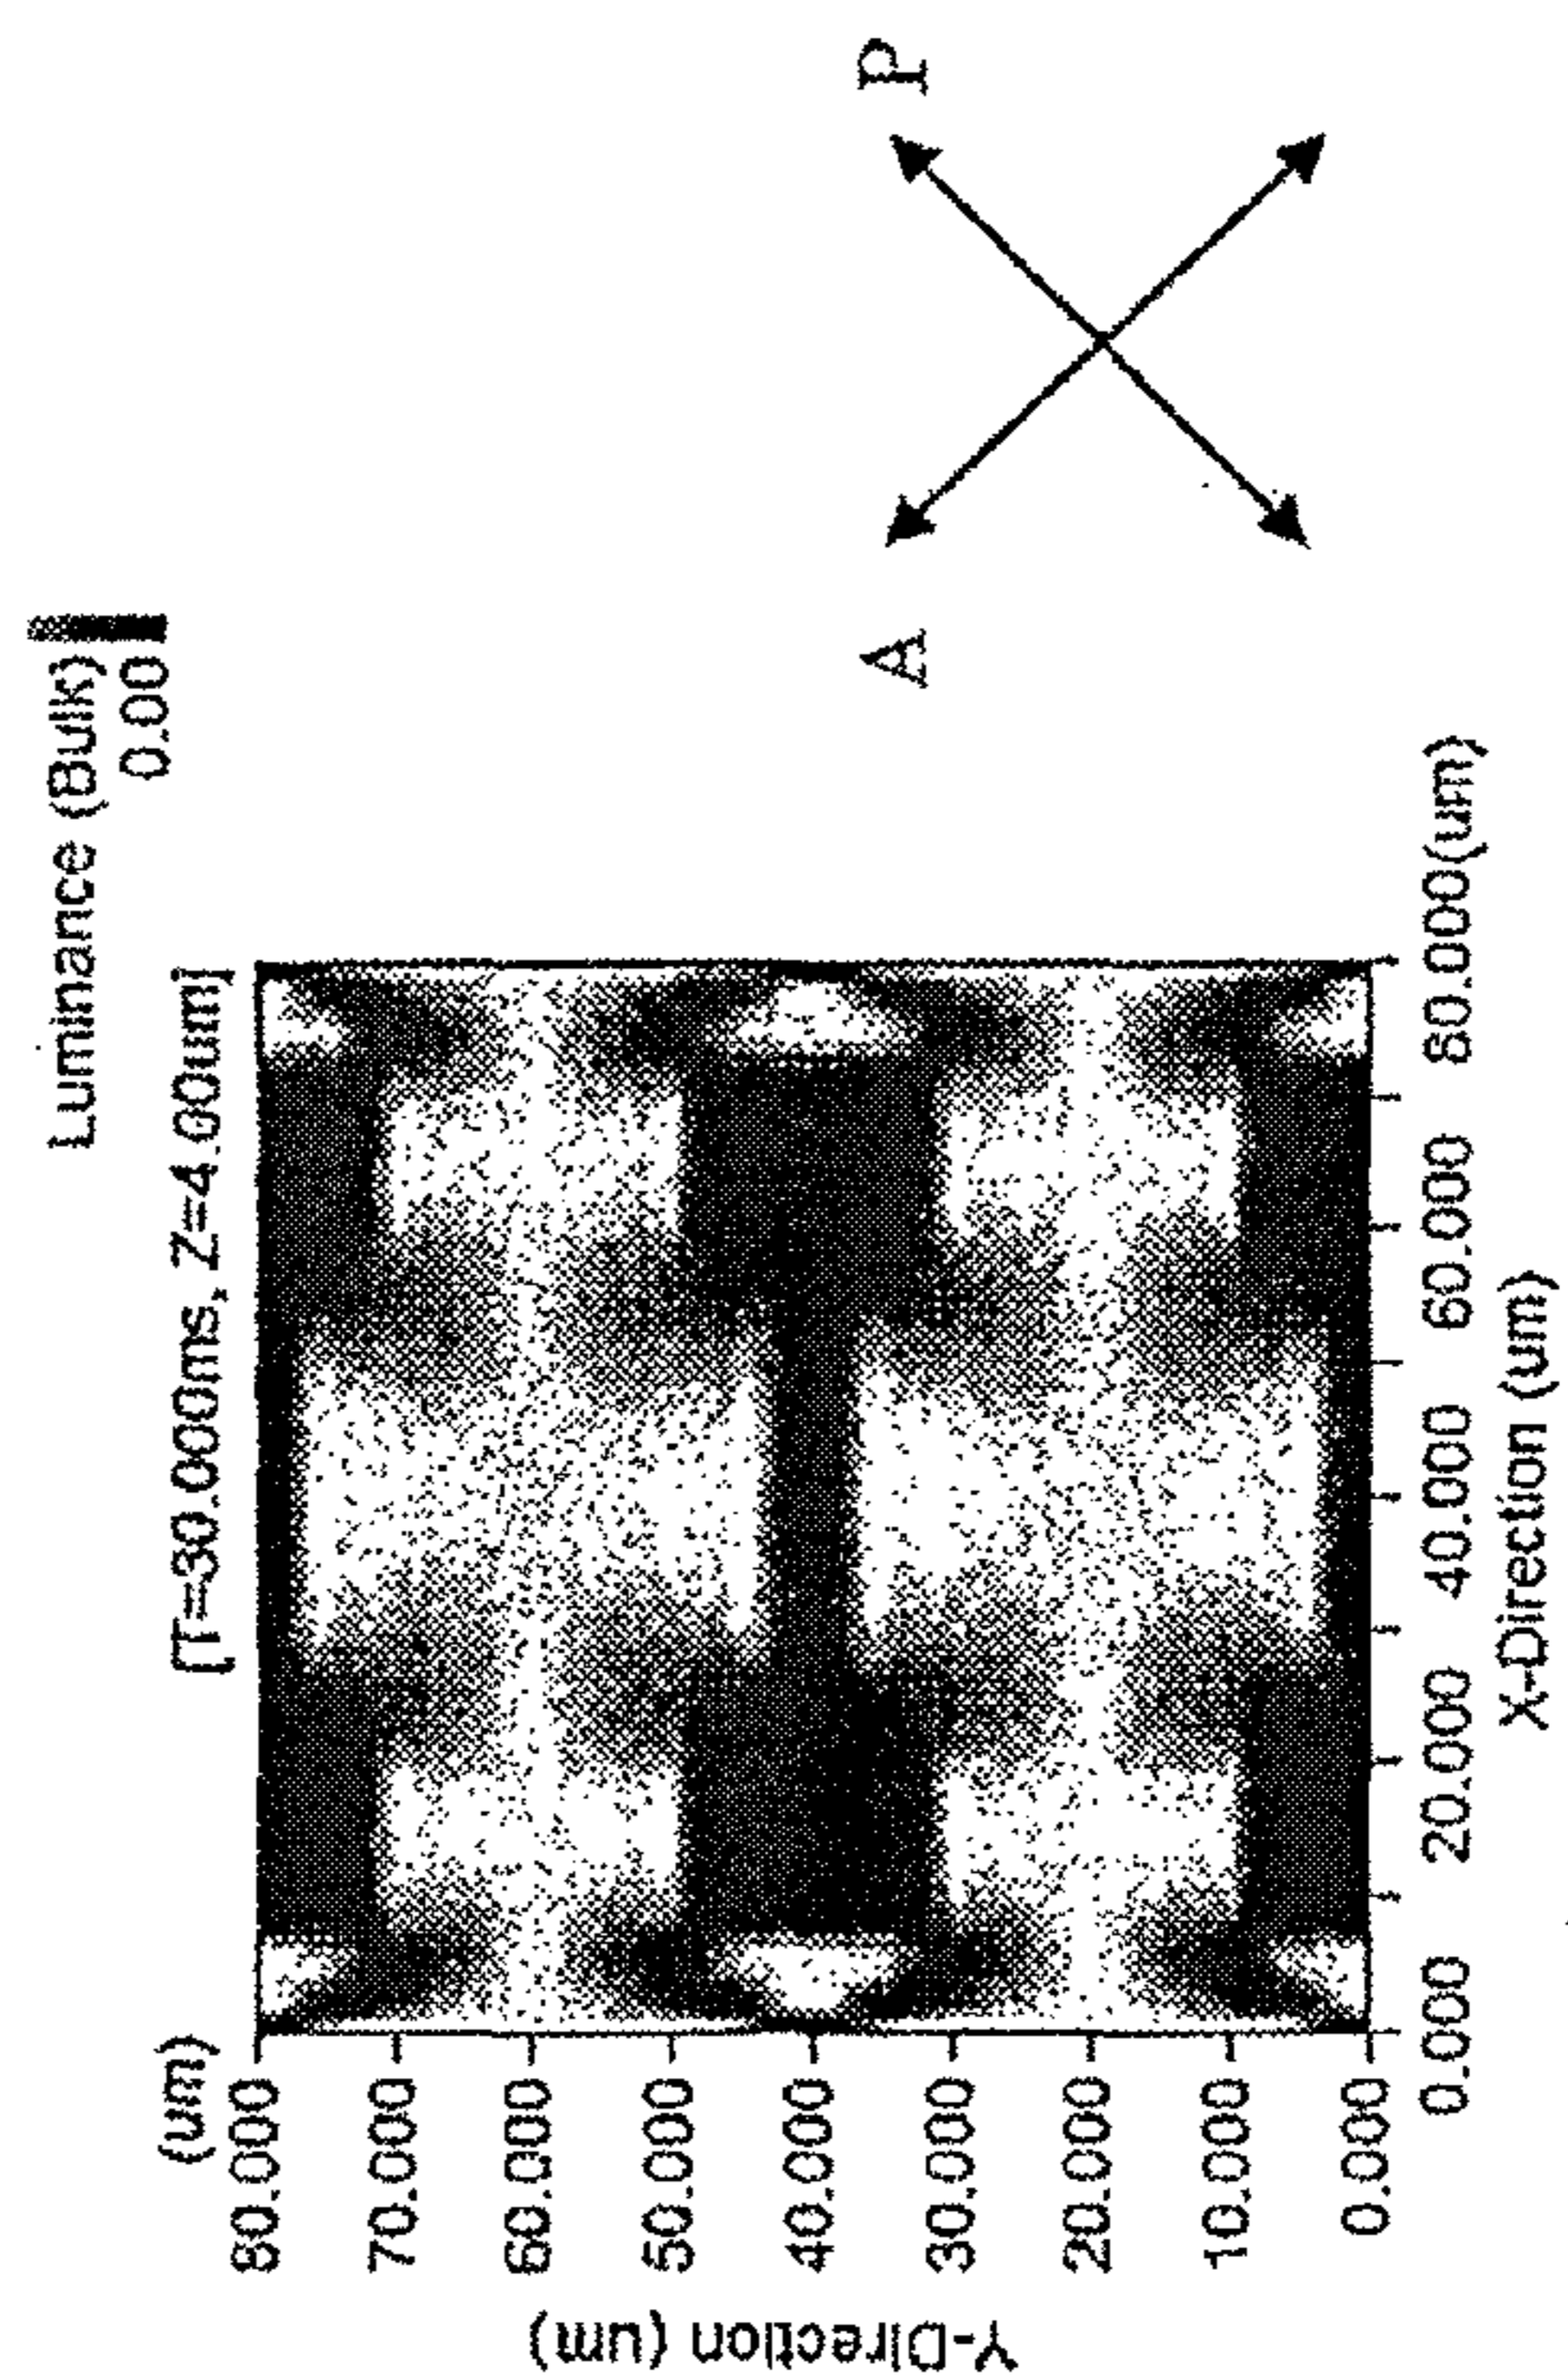 Luminance (Bulk)
0.00
[T=30.000ms, Z=4.00um]
(um)
80.000
70.000
60.000
50.000
40.000
30.000
20.000
10.000
0.000
Y-Direction (um)
0.000 20.000 40.000 60.000 80.000(um)
X-Direction (um)
A P